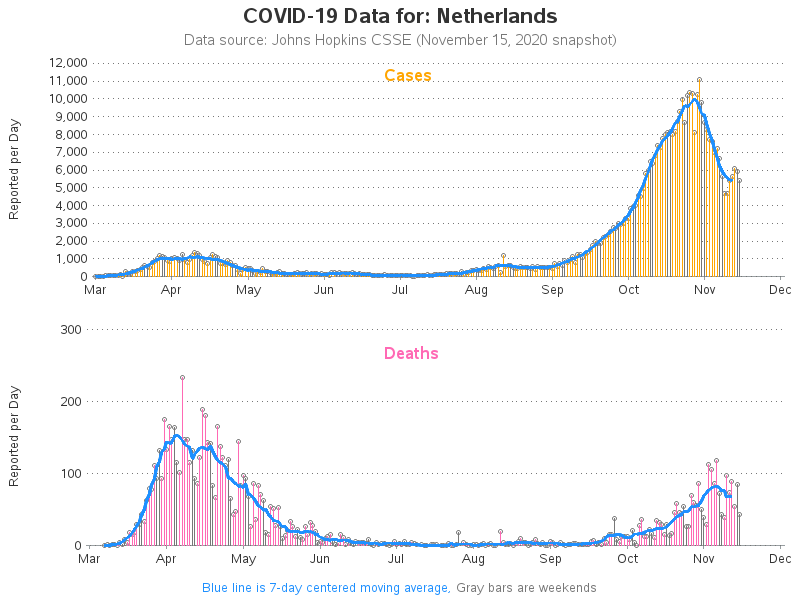 COVID-19 Data for: Netherlands
Data source: Johns Hopkins CSSE (November 15, 2020 snapshot)
Cases
Reported per Day
12,000
11,000
10,000
9,000
8,000
7,000
6,000
5,000
4,000
3,000
2,000
1,000
0
Mar Apr May Jun Jul Aug Sep Oct Nov Dec
Deaths
Reported per Day
300
200
100
0
Mar Apr May Jun Jul Aug Sep Oct Nov Dec
Blue line is 7-day centered moving average, Gray bars are weekends